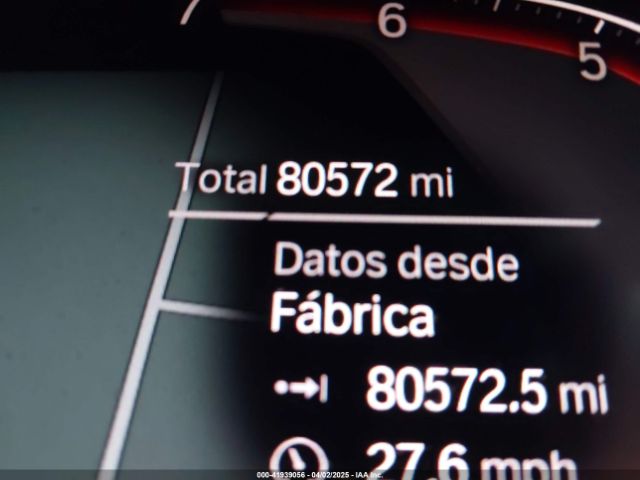 7 6 5
Total 80572 mi
Datos desde
Fábrica
80572.5 mi
27.6 mph
000-41939056 - 04/02/2025 - IAA Inc.